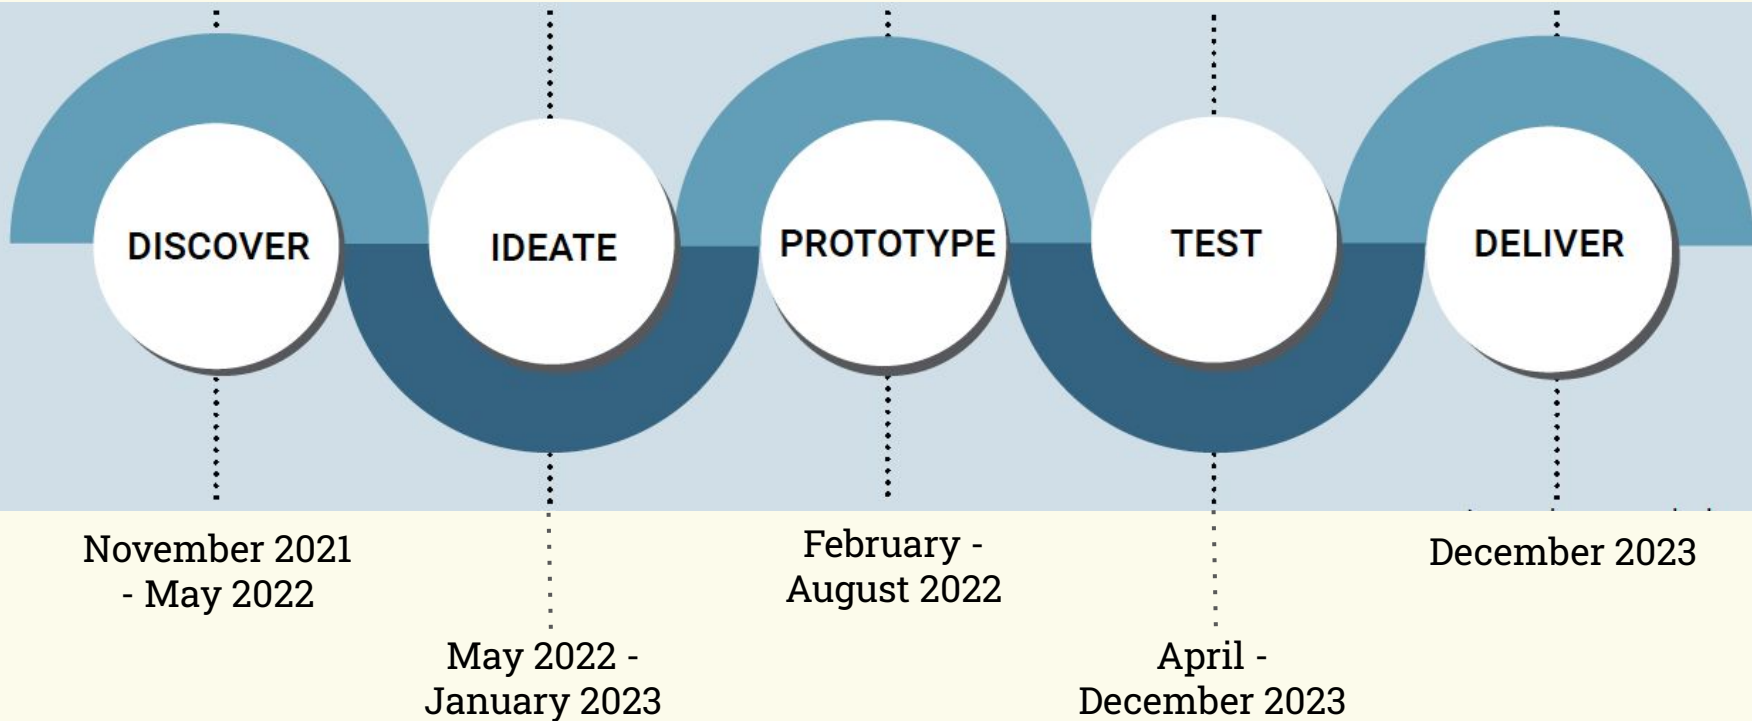 DISCOVER
IDEATE
PROTOTYPE
TEST
DELIVER
November 2021
- May 2022
May 2022 -
January 2023
February -
August 2022
April -
December 2023
December 2023